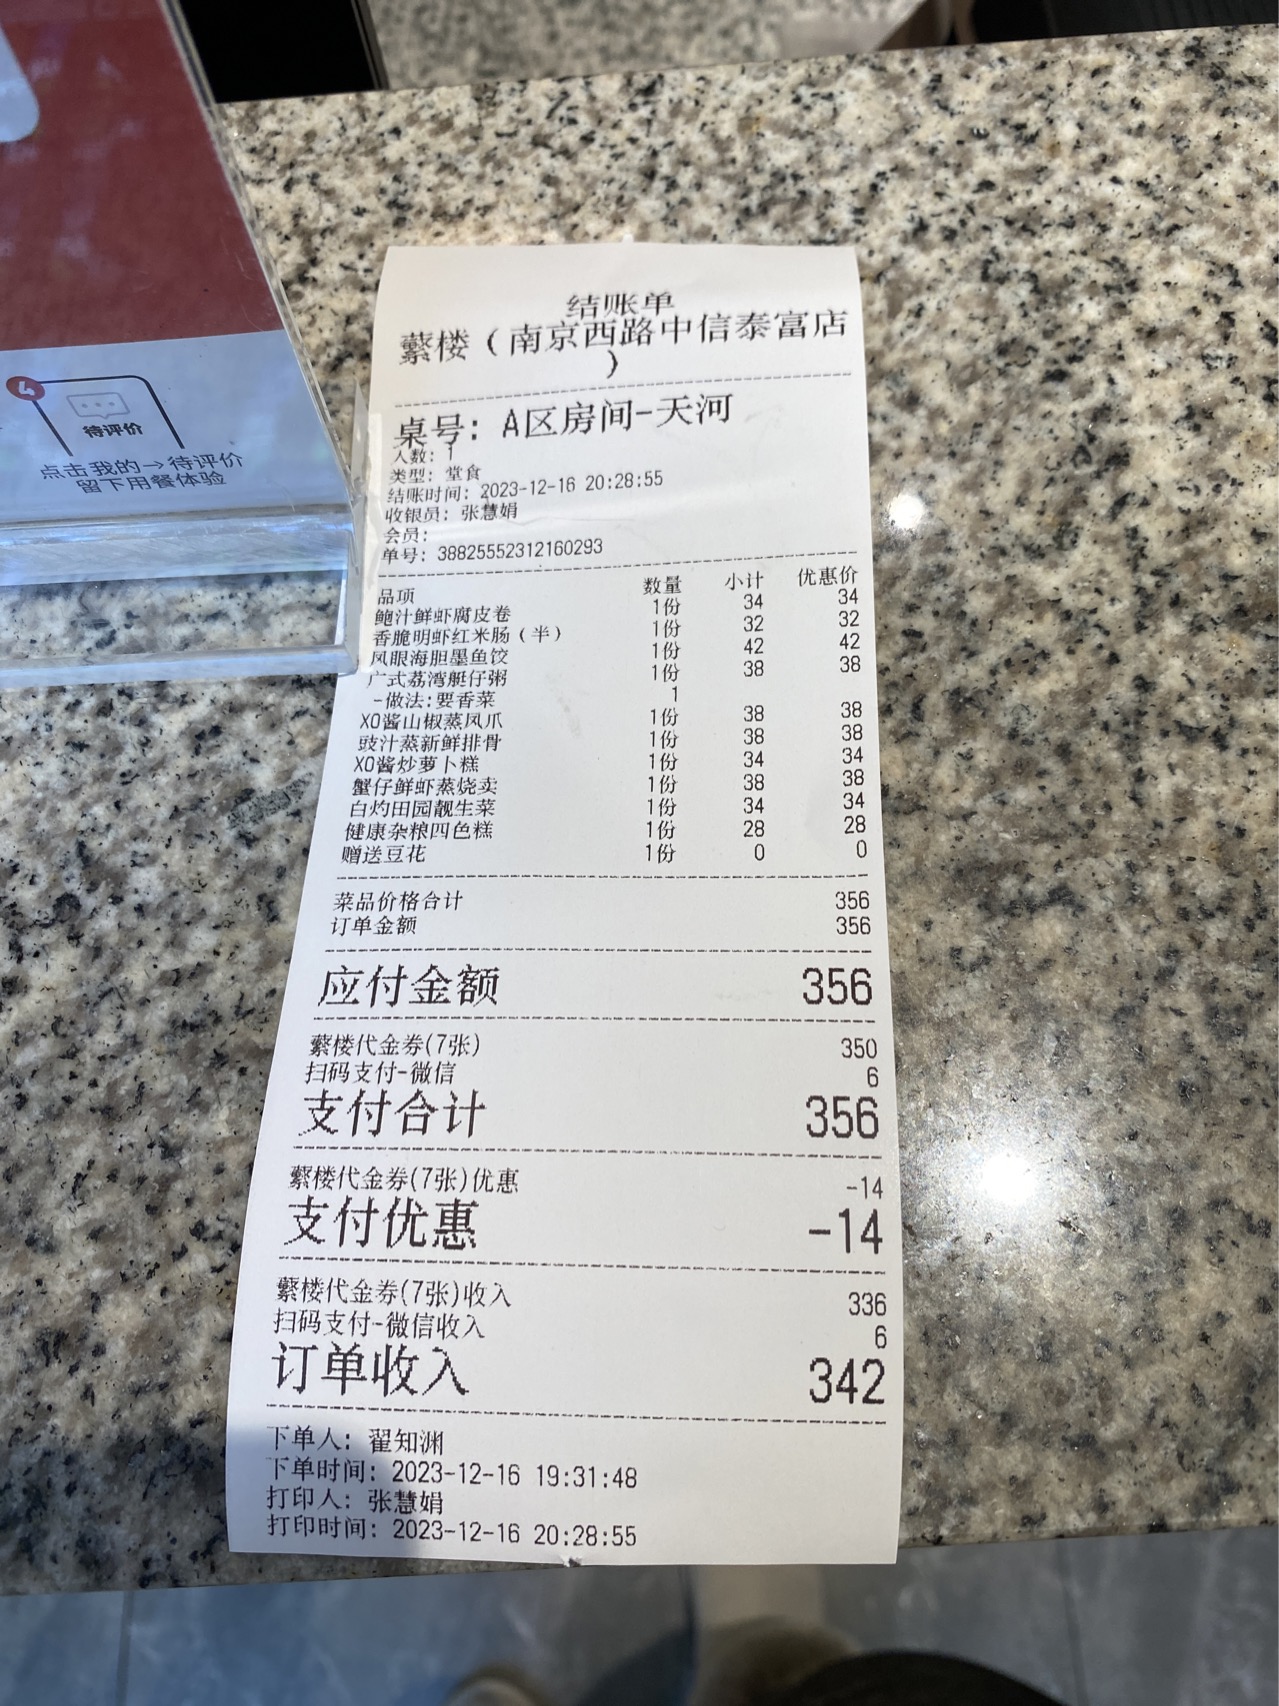 4
待评价
点击我的→待评价
留下用餐体验
结账单
蘩楼（南京西路中信泰富店
）
桌号: A区房间-天河
人数: 1
类型: 堂食
结账时间: 2023-12-16 20:28:55
收银员: 张慧娟
会员:
单号: 38825552312160293
品项 数量 小计 优惠价
鲍汁鲜虾腐皮卷 1份 34 34
香脆明虾红米肠（半） 1份 32 32
凤眼海胆墨鱼饺 1份 42 42
广式荔湾艇仔粥 1份 38 38
-做法:要香菜 1
XO酱山椒蒸凤爪 1份 38 38
豉汁蒸新鲜排骨 1份 38 38
XO酱炒萝卜糕 1份 34 34
蟹仔鲜虾蒸烧卖 1份 38 38
白灼田园靓生菜 1份 34 34
健康杂粮四色糕 1份 28 28
赠送豆花 1份 0 0
菜品价格合计 356
订单金额 356
应付金额 356
蘩楼代金券(7张) 350
扫码支付-微信 6
支付合计 356
蘩楼代金券(7张)优惠 -14
支付优惠 -14
蘩楼代金券(7张)收入 336
扫码支付-微信收入 6
订单收入 342
下单人: 翟知渊
下单时间: 2023-12-16 19:31:48
打印人: 张慧娟
打印时间: 2023-12-16 20:28:55